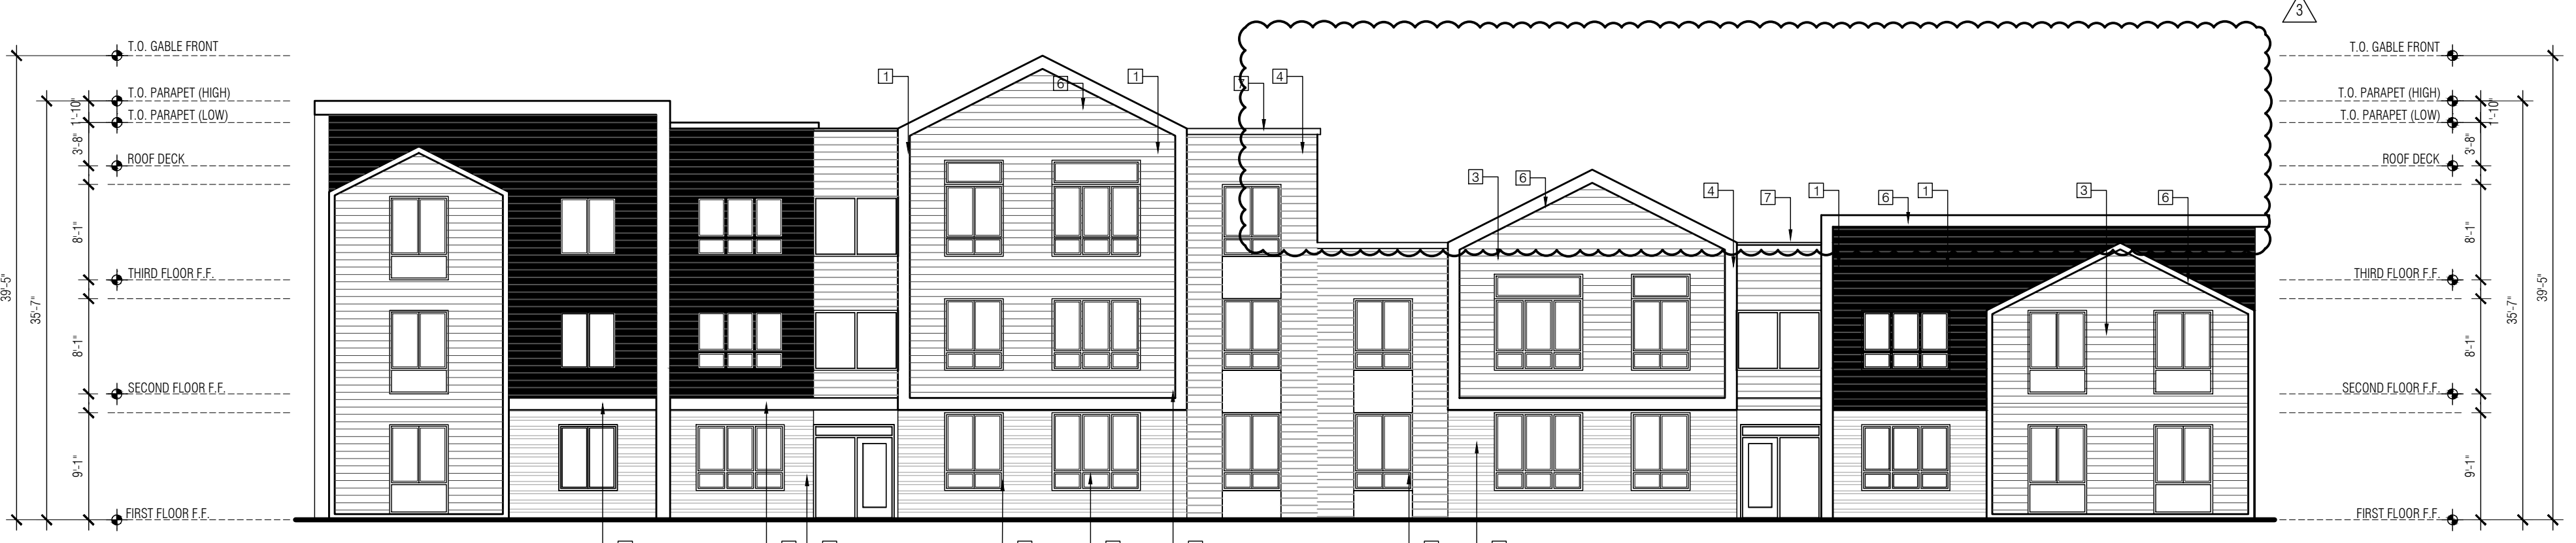 3
T.O. GABLE FRONT
T.O. PARAPET (HIGH)
T.O. PARAPET (LOW)
ROOF DECK
THIRD FLOOR F.F.
SECOND FLOOR F.F.
FIRST FLOOR F.F.
39'-5"
35'-7"
1'-10"
3'-8"
8'-1"
8'-1"
9'-1"
1
6
1
7
4
3
6
4
7
1
6
1
3
6
T.O. GABLE FRONT
T.O. PARAPET (HIGH)
T.O. PARAPET (LOW)
ROOF DECK
THIRD FLOOR F.F.
SECOND FLOOR F.F.
FIRST FLOOR F.F.
1'-10"
3'-8"
8'-1"
8'-1"
9'-1"
35'-7"
39'-5"